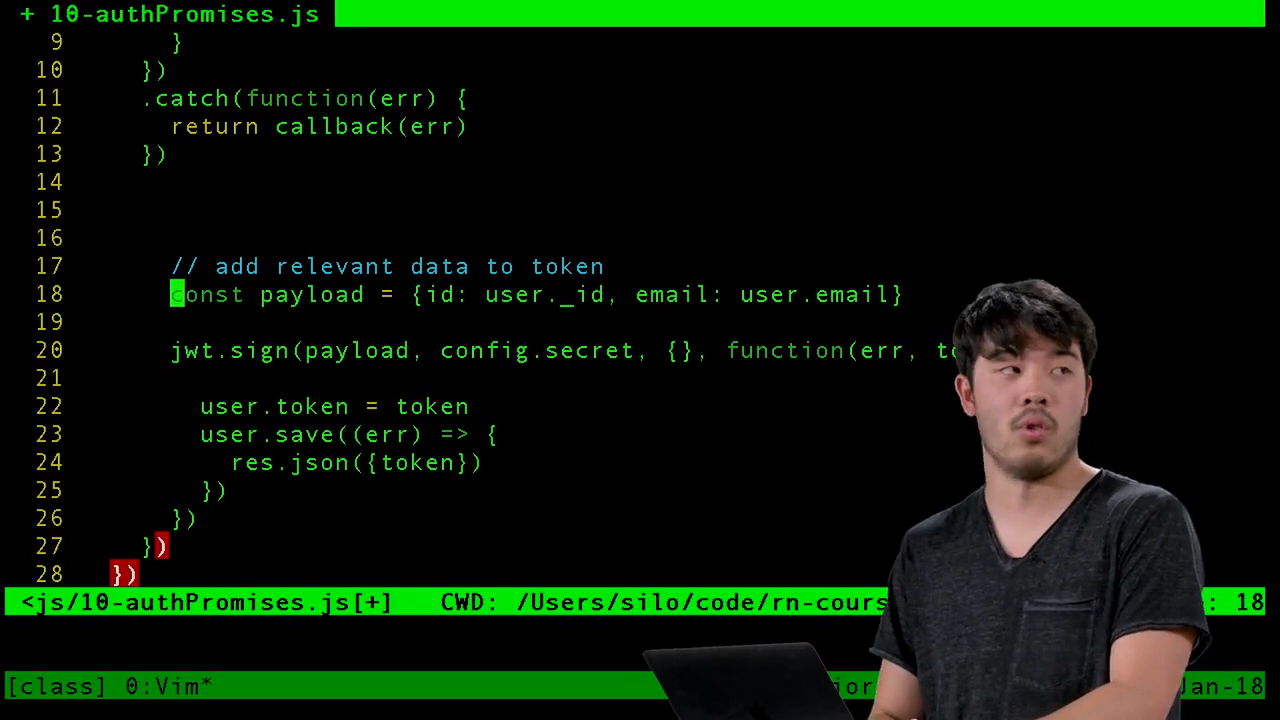 + 10-authPromises.js
9 }
10 })
11 .catch(function(err) {
12 return callback(err)
13 })
14
15
16
17 // add relevant data to token
18 const payload = {id: user._id, email: user.email}
19
20 jwt.sign(payload, config.secret, {}, function(err,
21
22 user.token = token
23 user.save((err) => {
24 res.json({token})
25 })
26 })
27 })
28 })
<js/10-authPromises.js[+] CWD: /Users/silo/code/rn-cours : 18
[class] 0:Vim* Jan-18